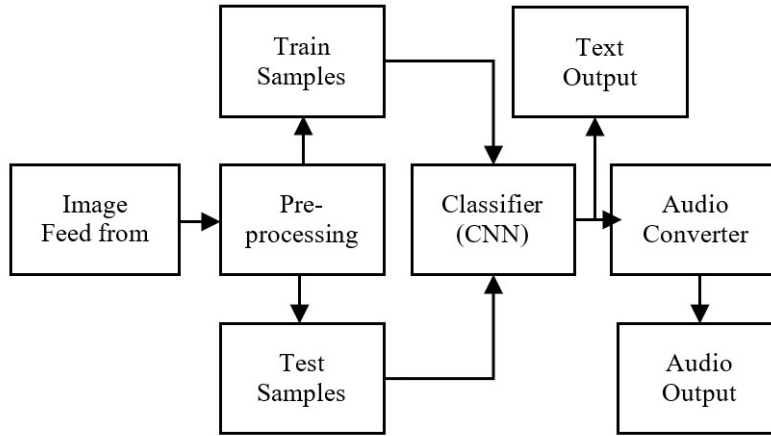 Train
Samples
Text
Output
Image
Feed from
Pre-
processing
Classifier
(CNN)
Audio
Converter
Test
Samples
Audio
Output